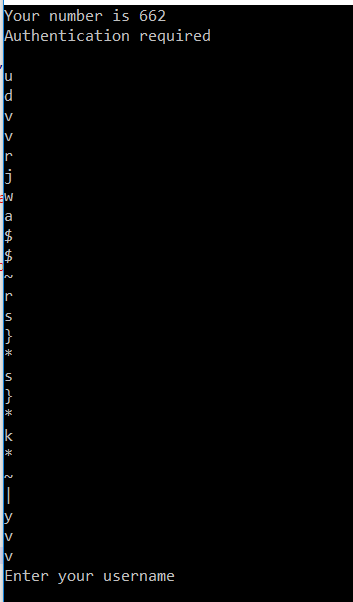 Your number is 662
Authentication required
u
d
v
v
r
j
w
a
$
$
~
r
s
}
*
s
}
*
k
*
~
|
y
v
v
Enter your username